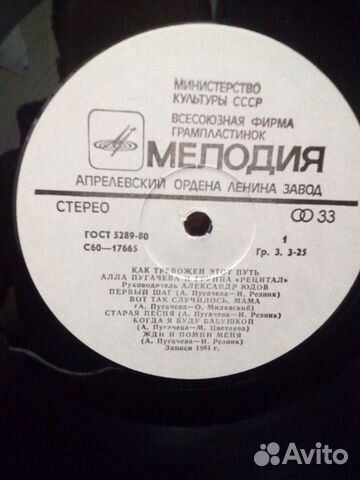 МИНИСТЕРСТВО
КУЛЬТУРЫ СССР
ВСЕСОЮЗНАЯ ФИРМА
ГРАМПЛАСТИНОК
МЕЛОДИЯ
АПРЕЛЕВСКИЙ ОРДЕНА ЛЕНИНА ЗАВОД
СТЕРЕО 33
ГОСТ 5289-80 1
С60—17665 Гр. 3. 3-25
КАК ТРЕВОЖЕН ЭТОТ ПУТЬ
АЛЛА ПУГАЧЕВА И ГРУППА «РЕЦИТАЛ»
Руководитель АЛЕКСАНДР ЮДОВ
ПЕРВЫЙ ШАГ (А. Пугачева—И. Резник)
ВОТ ТАК СЛУЧИЛОСЬ, МАМА
(А. Пугачева—О. Милявский)
СТАРАЯ ПЕСНЯ (А. Пугачева—И. Резник)
КОГДА Я БУДУ БАБУШКОЙ
(А. Пугачева—М. Цветаева)
ЖДИ И ПОМНИ МЕНЯ
(А. Пугачева—И. Резник)
Записи 1981 г.
Avito